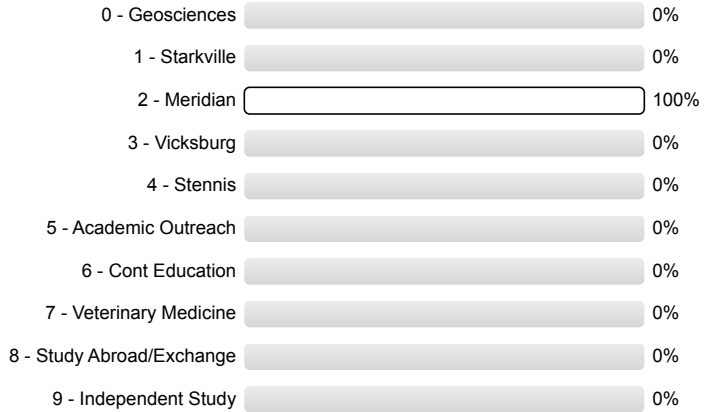 0 - Geosciences 0%
1 - Starkville 0%
2 - Meridian 100%
3 - Vicksburg 0%
4 - Stennis 0%
5 - Academic Outreach 0%
6 - Cont Education 0%
7 - Veterinary Medicine 0%
8 - Study Abroad/Exchange 0%
9 - Independent Study 0%